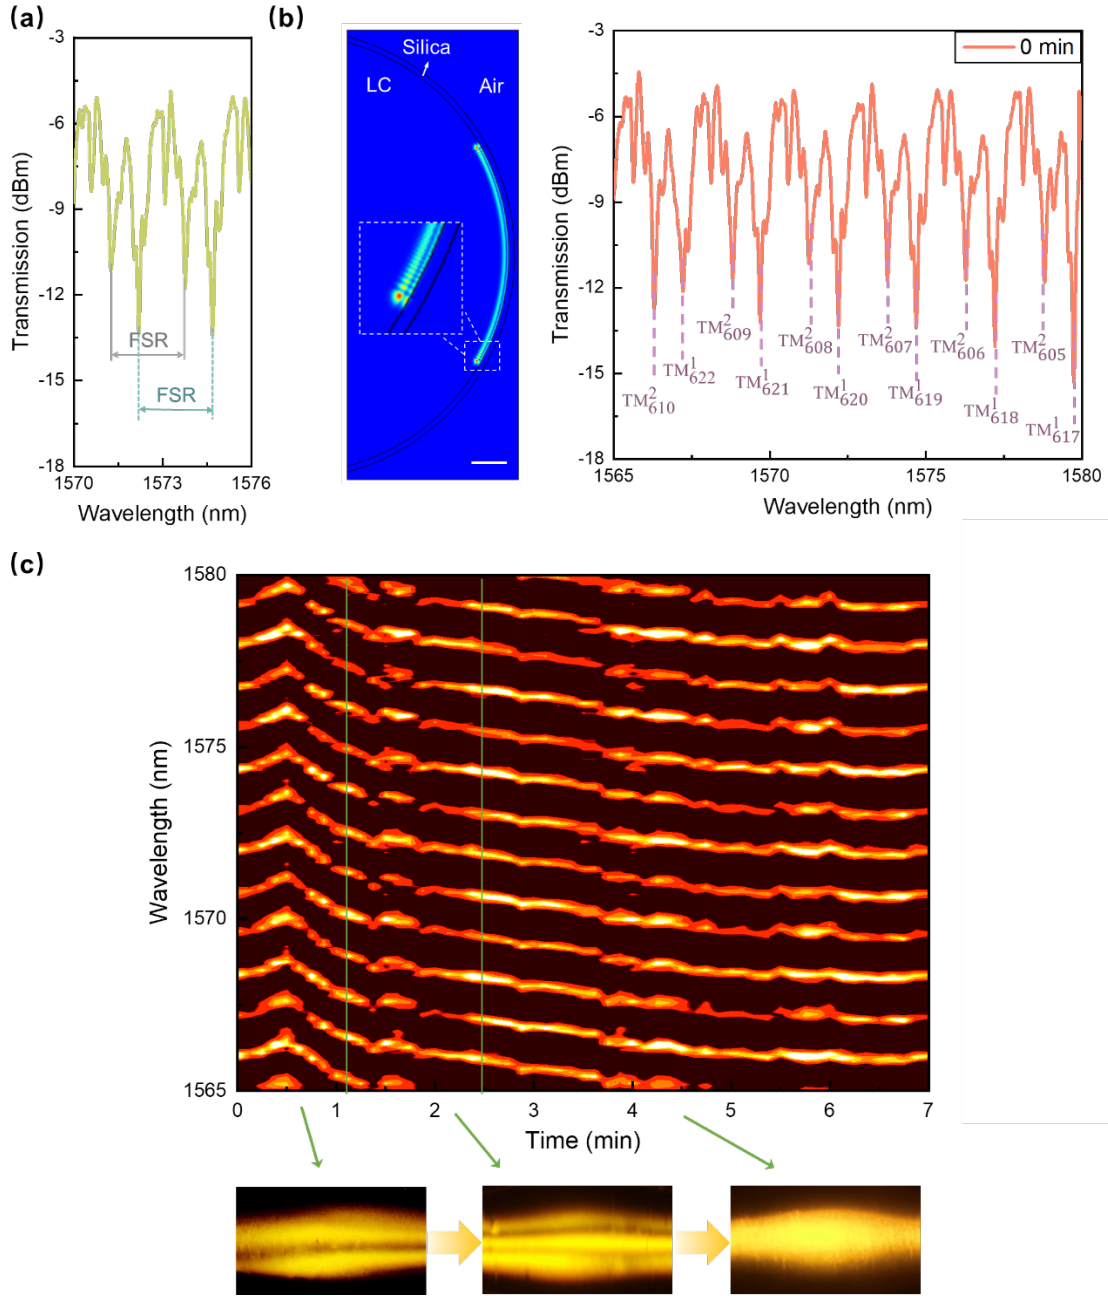 (a)
-3
-6
-9
-12
-15
-18
Transmission (dBm)
FSR
FSR
1570
1573
1576
Wavelength (nm)
(b)
Silica
LC
Air
-3
-6
-9
-12
-15
-18
Transmission (dBm)
0 min
TM²₆₁₀
TM¹₆₂₂
TM²₆₀₉
TM¹₆₂₁
TM²₆₀₈
TM¹₆₂₀
TM²₆₀₇
TM¹₆₁₉
TM²₆₀₆
TM¹₆₁₈
TM²₆₀₅
TM¹₆₁₇
1565
1570
1575
1580
Wavelength (nm)
(c)
1580
1575
1570
1565
Wavelength (nm)
0
1
2
3
4
5
6
7
Time (min)